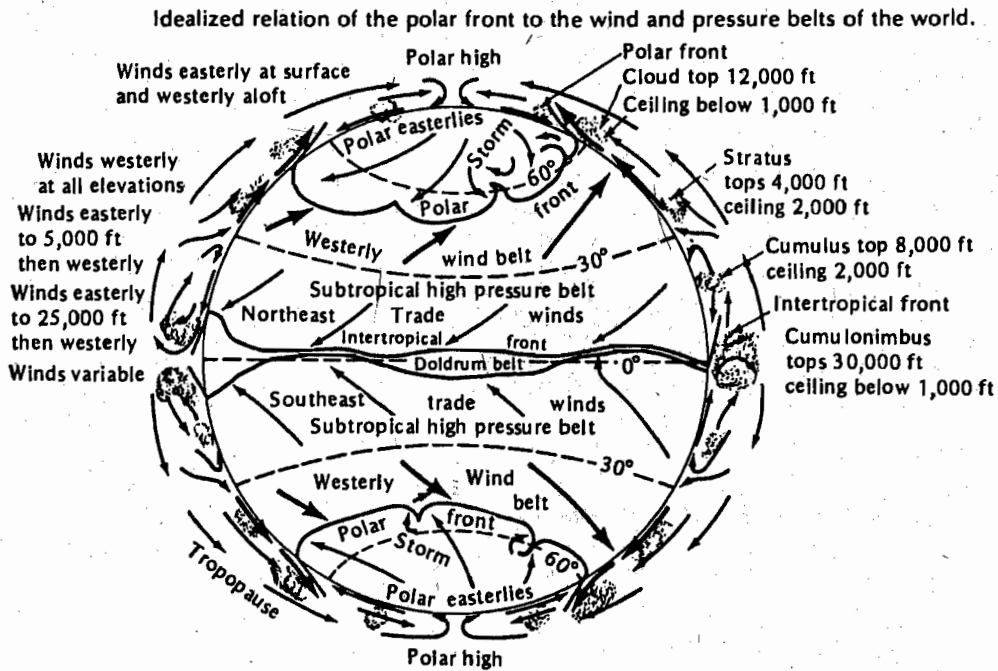 Idealized relation of the polar front to the wind and pressure belts of the world.
Polar high
Winds easterly at surface
and westerly aloft
Polar front
Cloud top 12,000 ft
Ceiling below 1,000 ft
Polar easterlies
Storm
60°
Winds westerly
at all elevations
Stratus
tops 4,000 ft
ceiling 2,000 ft
Polar front
Winds easterly
to 5,000 ft
then westerly
Westerly wind belt
30°
Cumulus top 8,000 ft
ceiling 2,000 ft
Subtropical high pressure belt
Winds easterly
to 25,000 ft
then westerly
Northeast Trade winds
Intertropical front
Intertropical front
Doldrum belt
0°
Cumulonimbus
tops 30,000 ft
ceiling below 1,000 ft
Winds variable
Southeast trade winds
Subtropical high pressure belt
30°
Westerly Wind
belt
Polar front
Storm
60°
Tropopause
Polar easterlies
Polar high